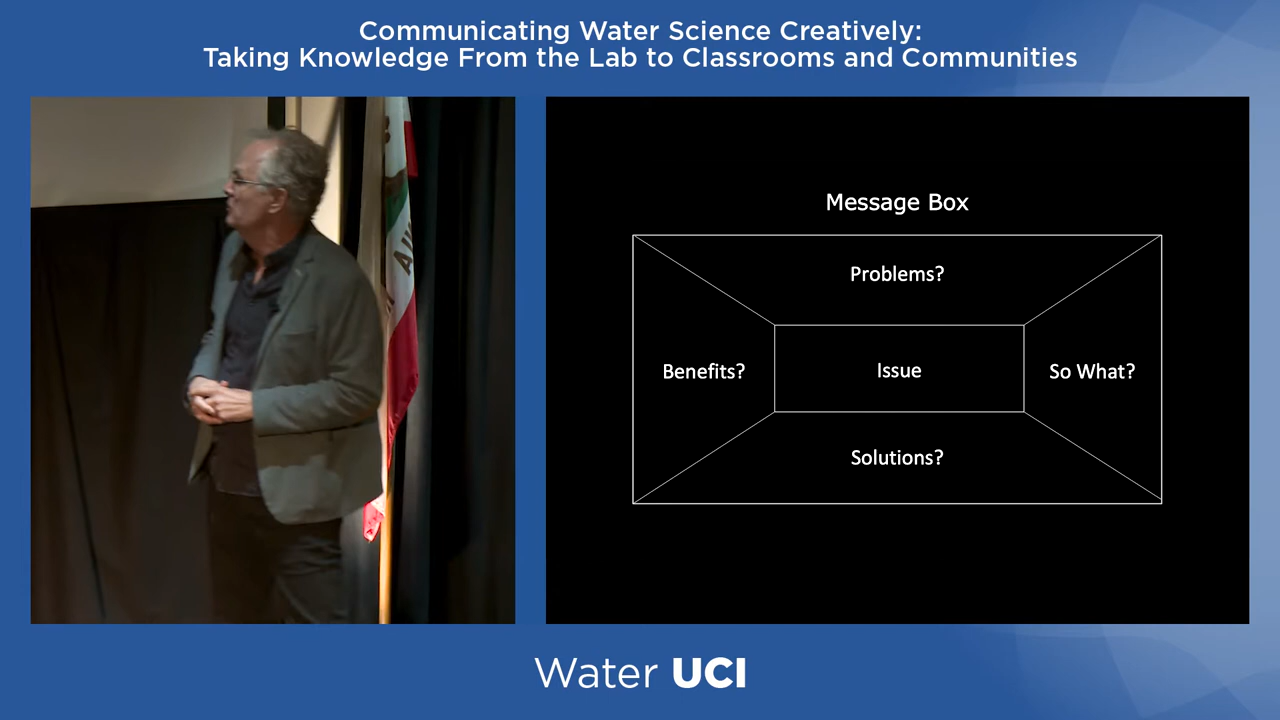 Communicating Water Science Creatively:
Taking Knowledge From the Lab to Classrooms and Communities
Message Box
Problems?
Benefits?
Issue
So What?
Solutions?
Water UCI